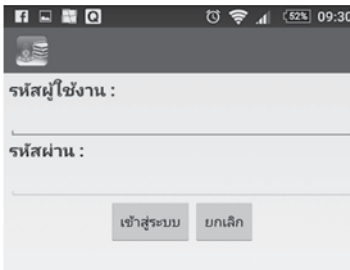 52% 09:30
รหัสผู้ใช้งาน :
รหัสผ่าน :
เข้าสู่ระบบ ยกเลิก